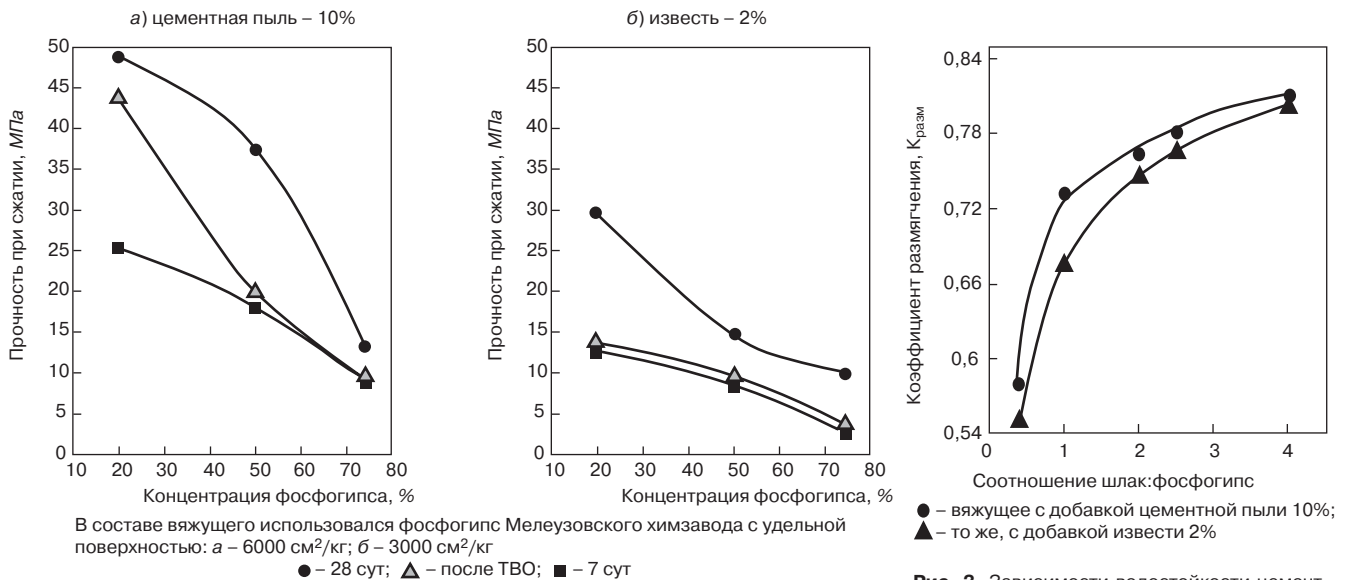 а) цементная пыль – 10%
Прочность при сжатии, МПа
50
45
40
35
30
25
20
15
10
5
0
10 20 30 40 50 60 70 80
Концентрация фосфогипса, %
б) известь – 2%
Прочность при сжатии, МПа
50
45
40
35
30
25
20
15
10
5
0
10 20 30 40 50 60 70 80
Концентрация фосфогипса, %
В составе вяжущего использовался фосфогипс Мелеузовского химзавода с удельной
поверхностью: а – 6000 см²/кг; б – 3000 см²/кг
– 28 сут; – после ТВО; – 7 сут
Коэффициент размягчения, Кразм
0,84
0,78
0,72
0,66
0,6
0,54
0 1 2 3 4
Соотношение шлак:фосфогипс
– вяжущее с добавкой цементной пыли 10%;
– то же, с добавкой извести 2%